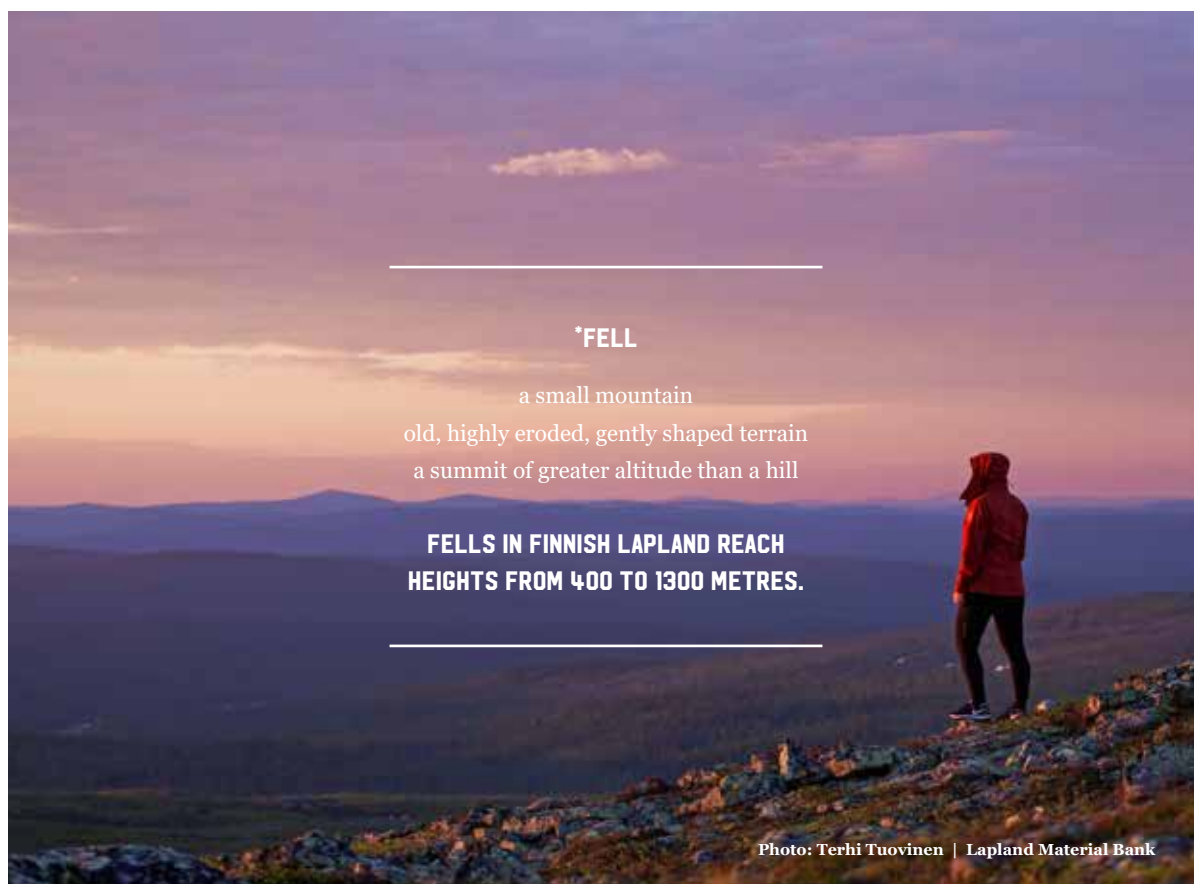 *FELL
a small mountain
old, highly eroded, gently shaped terrain
a summit of greater altitude than a hill
FELLS IN FINNISH LAPLAND REACH
HEIGHTS FROM 400 TO 1300 METRES.
Photo: Terhi Tuovinen | Lapland Material Bank